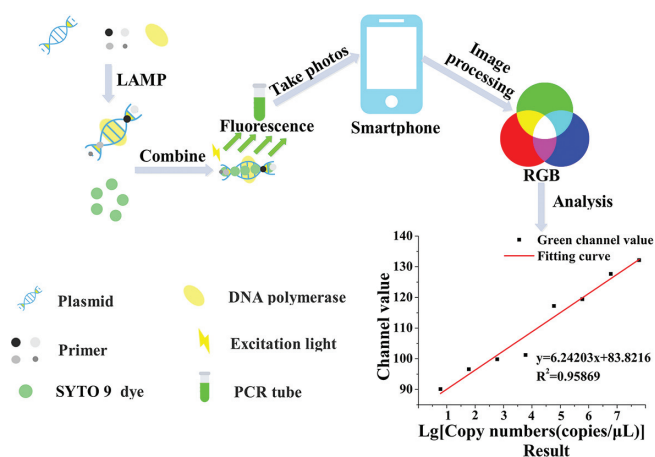 LAMP
Combine
Fluorescence
Take photos
Smartphone
Image
processing
RGB
Analysis
Plasmid
DNA polymerase
Primer
Excitation light
SYTO 9 dye
PCR tube
Channel value
140
130
120
110
100
90
Green channel value
Fitting curve
y=6.24203x+83.8216
R²=0.95869
1 2 3 4 5 6 7
Lg[Copy numbers(copies/μL)]
Result